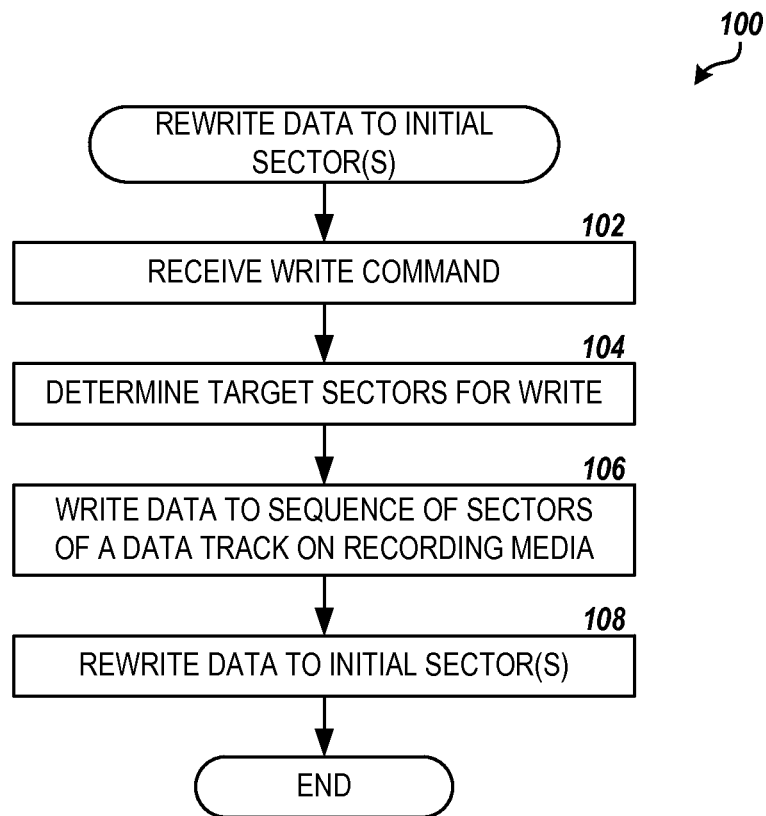 100
REWRITE DATA TO INITIAL
SECTOR(S)
102
RECEIVE WRITE COMMAND
104
DETERMINE TARGET SECTORS FOR WRITE
106
WRITE DATA TO SEQUENCE OF SECTORS
OF A DATA TRACK ON RECORDING MEDIA
108
REWRITE DATA TO INITIAL SECTOR(S)
END